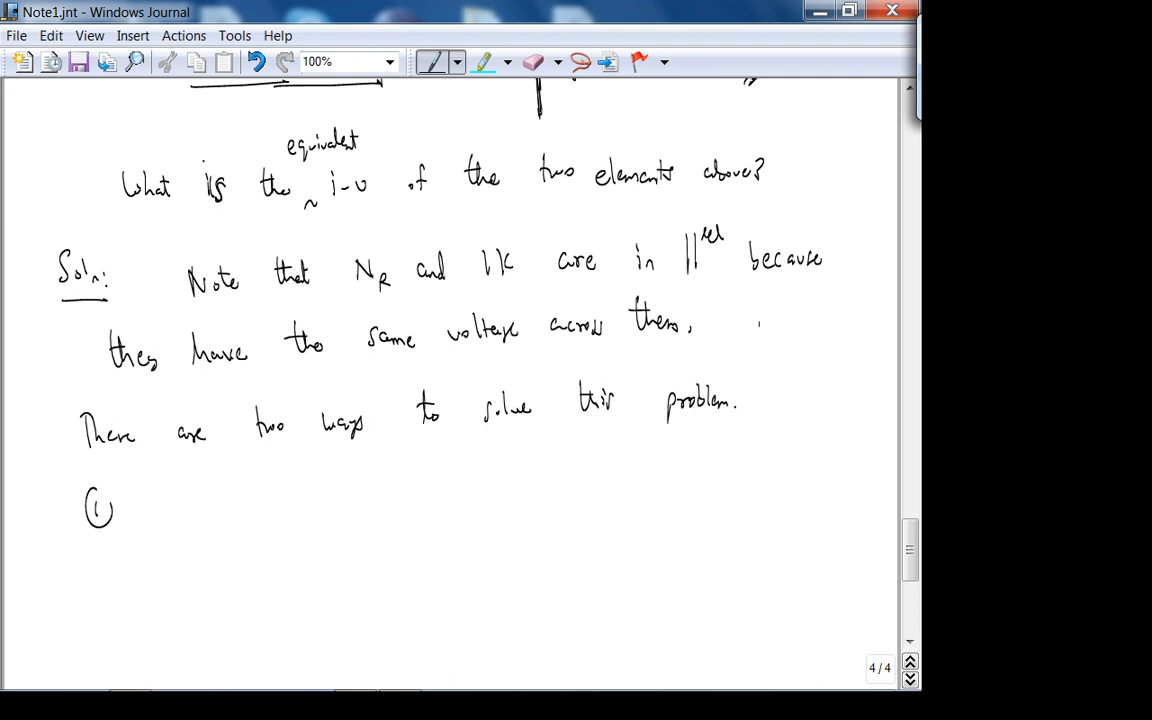 Note1.jnt - Windows Journal
File Edit View Insert Actions Tools Help
100%
equivalent
What is the i-v of the two elements above?
Soln: Note that NR and 1K are in ||rel because
they have the same voltage across them.
There are two ways to solve this problem.
1
4 / 4